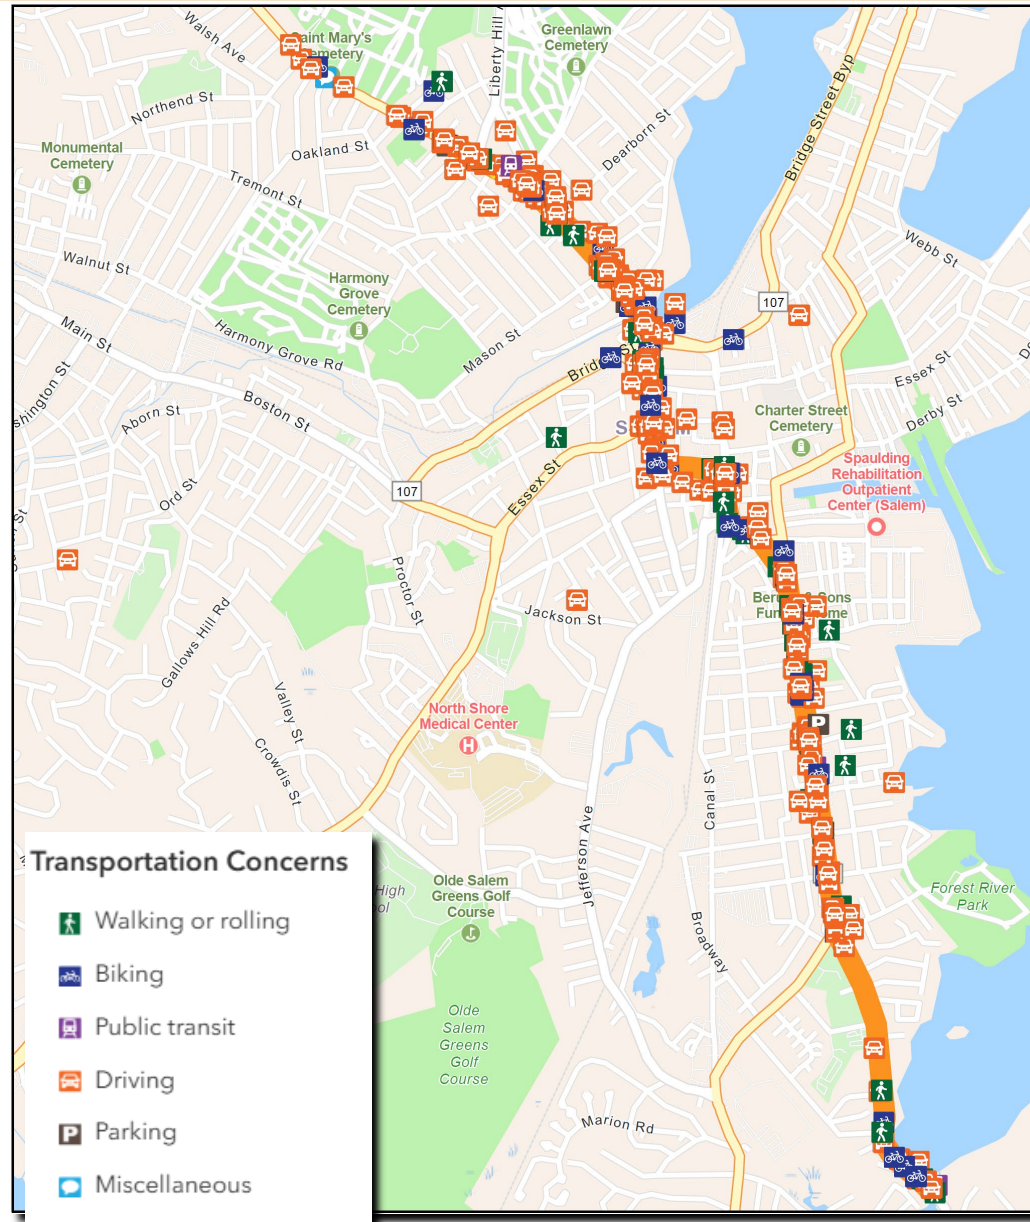 Walsh Ave
Saint Mary's
Cemetery
Liberty Hill
Greenlawn
Cemetery
Bridge Street Byp
Northend St
Dearborn St
Monumental
Cemetery
Oakland St
Tremont St
Webb St
Walnut St
Harmony
Grove
Cemetery
107
Main St
Harmony Grove Rd
Mason St
Essex St
Aborn St
Boston St
Derby St
Charter Street
Cemetery
Spaulding
Rehabilitation
Outpatient
Center (Salem)
107
Essex St
Ord St
Proctor St
Jackson St
Gallows Hill Rd
Valley St
North Shore
Medical Center
H
P
Crowdis St
Canal St
Jefferson Ave
Transportation Concerns
Walking or rolling
Biking
Public transit
Driving
P Parking
Miscellaneous
High
Olde Salem
Greens Golf
Course
Forest River
Park
Broadway
Olde
Salem
Greens
Golf
Course
Marion Rd